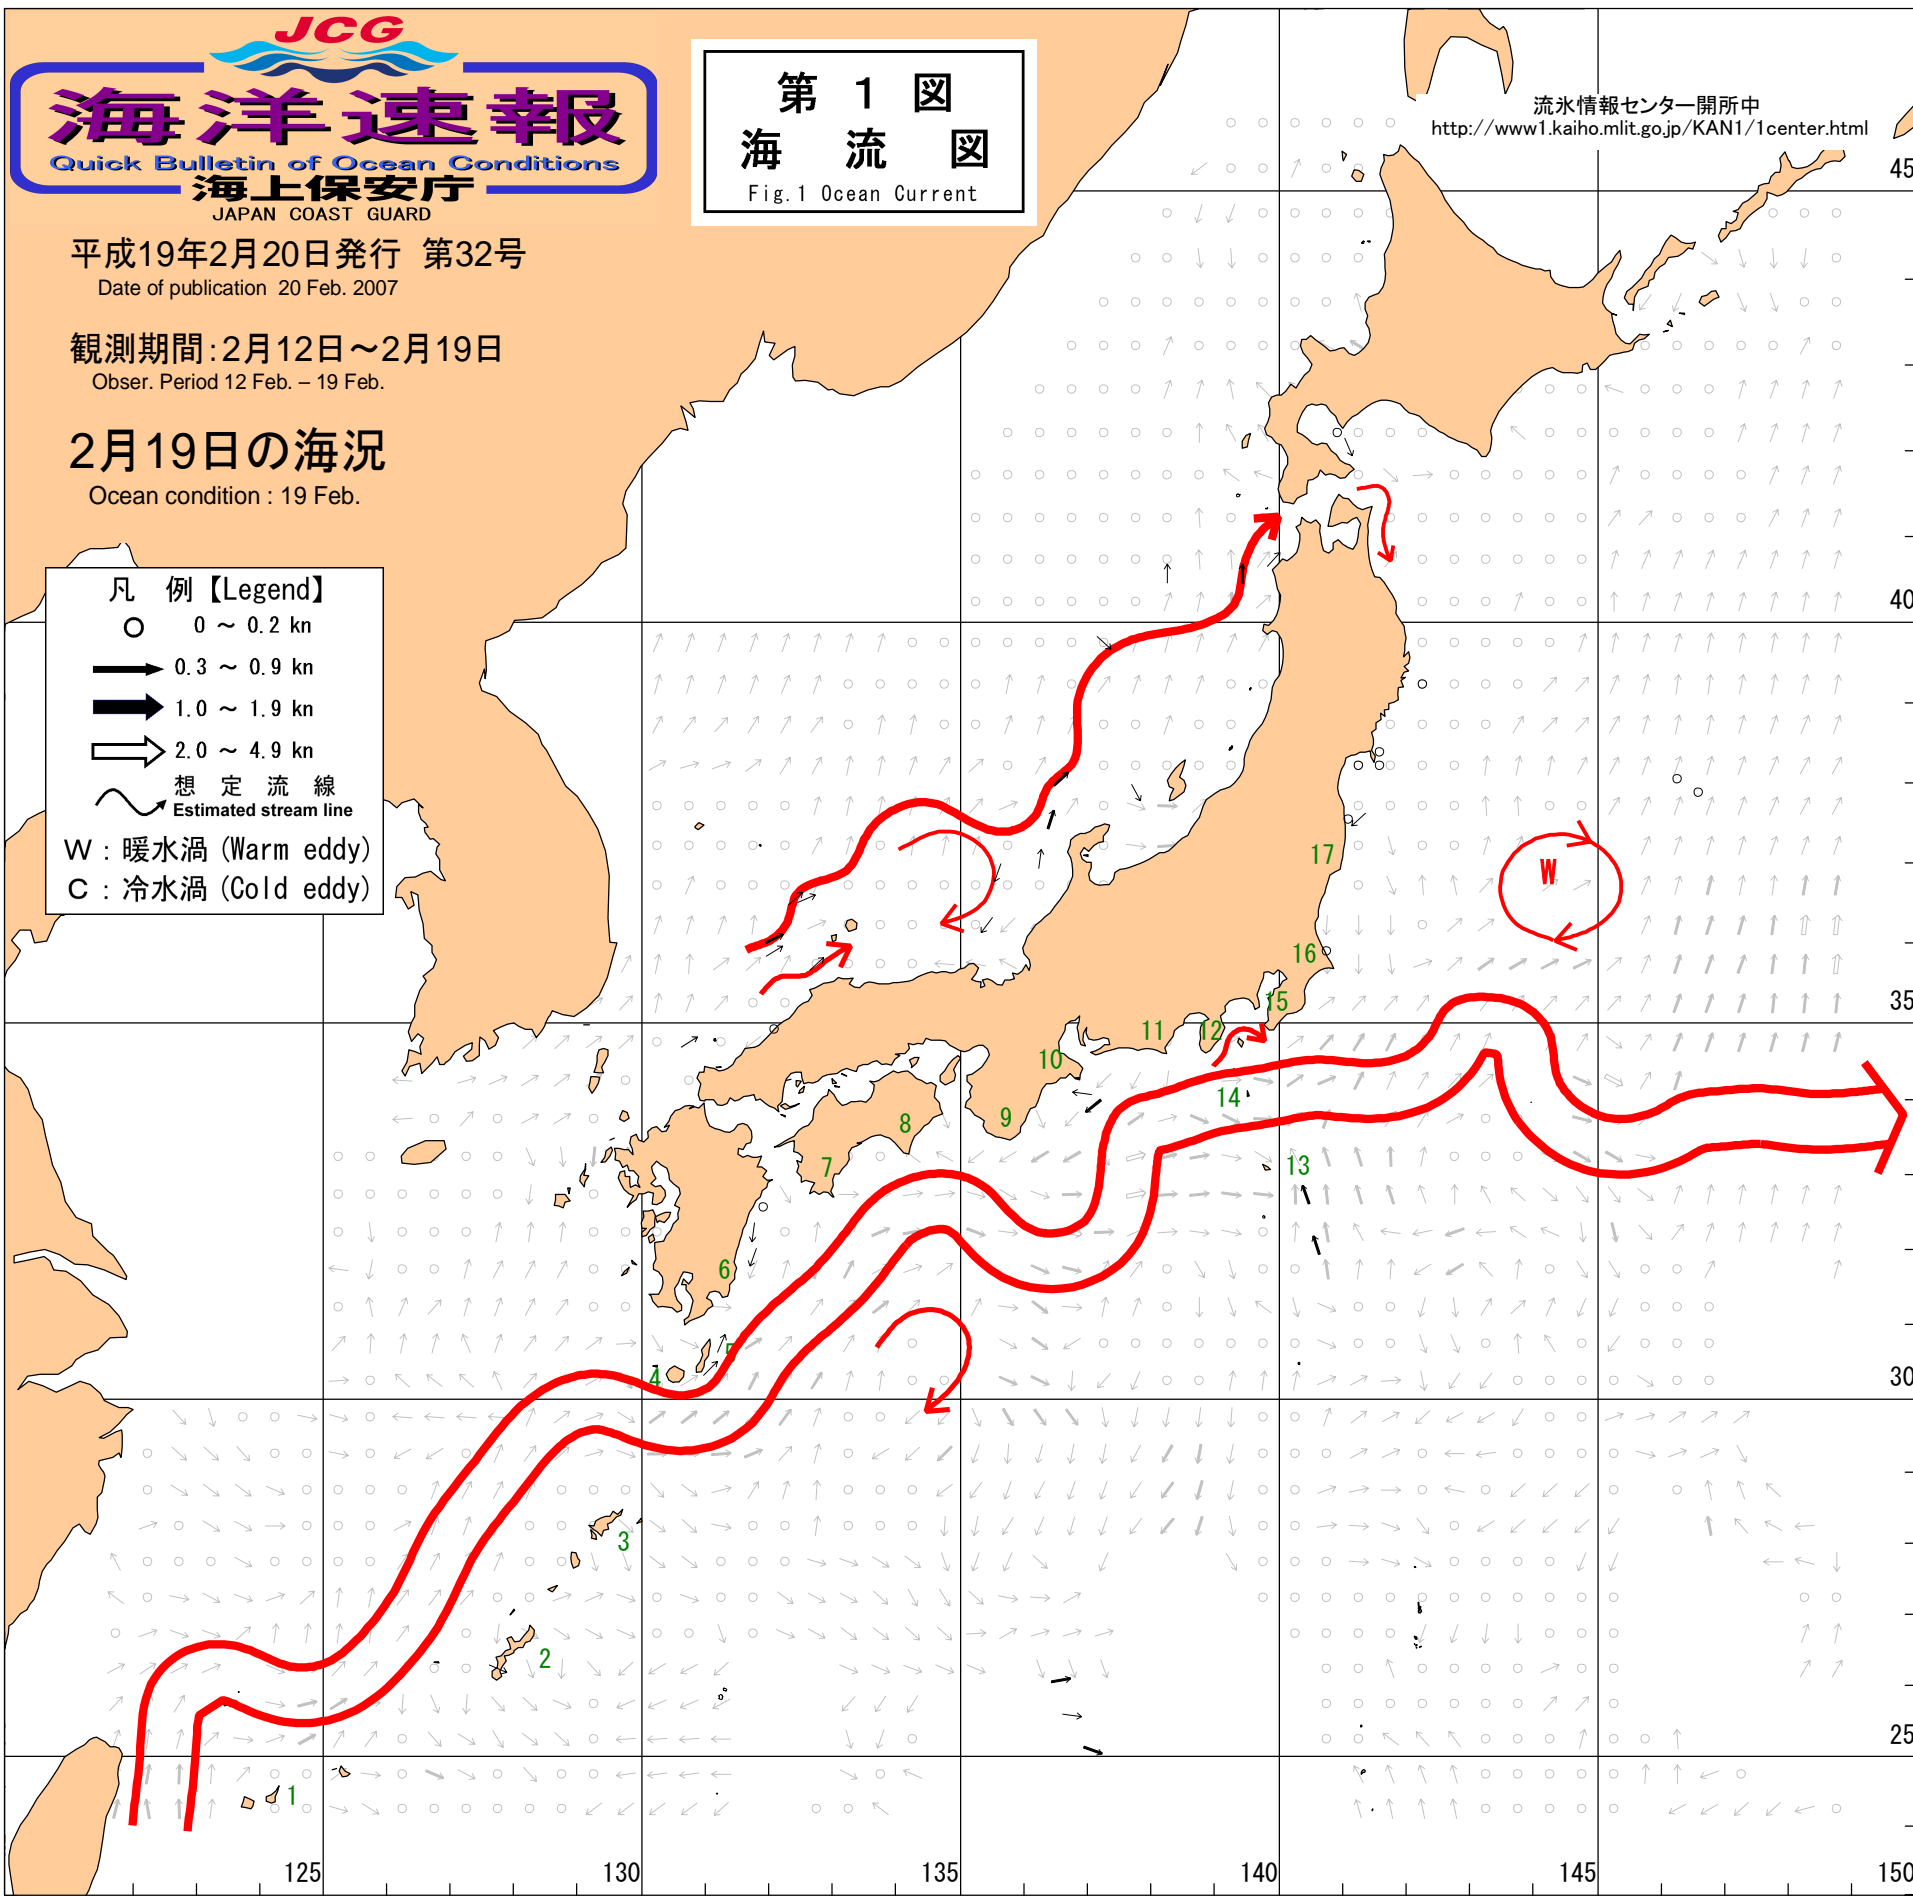 JCG
海洋速報
Quick Bulletin of Ocean Conditions
海上保安庁
JAPAN COAST GUARD
平成19年2月20日発行 第32号
Date of publication 20 Feb. 2007
観測期間:2月12日～2月19日
Obser. Period 12 Feb. – 19 Feb.
2月19日の海況
Ocean condition : 19 Feb.
第 1 図
海 流 図
Fig.1 Ocean Current
流氷情報センター開所中
http://www1.kaiho.mlit.go.jp/KAN1/1center.html
凡 例【Legend】
0 ～ 0.2 kn
0.3 ～ 0.9 kn
1.0 ～ 1.9 kn
2.0 ～ 4.9 kn
想 定 流 線
Estimated stream line
W : 暖水渦 (Warm eddy)
C : 冷水渦 (Cold eddy)
45
40
35
30
25
W
17
16
15
12
11
10
14
9
8
7
13
6
5
4
3
2
1
125
130
135
140
145
150